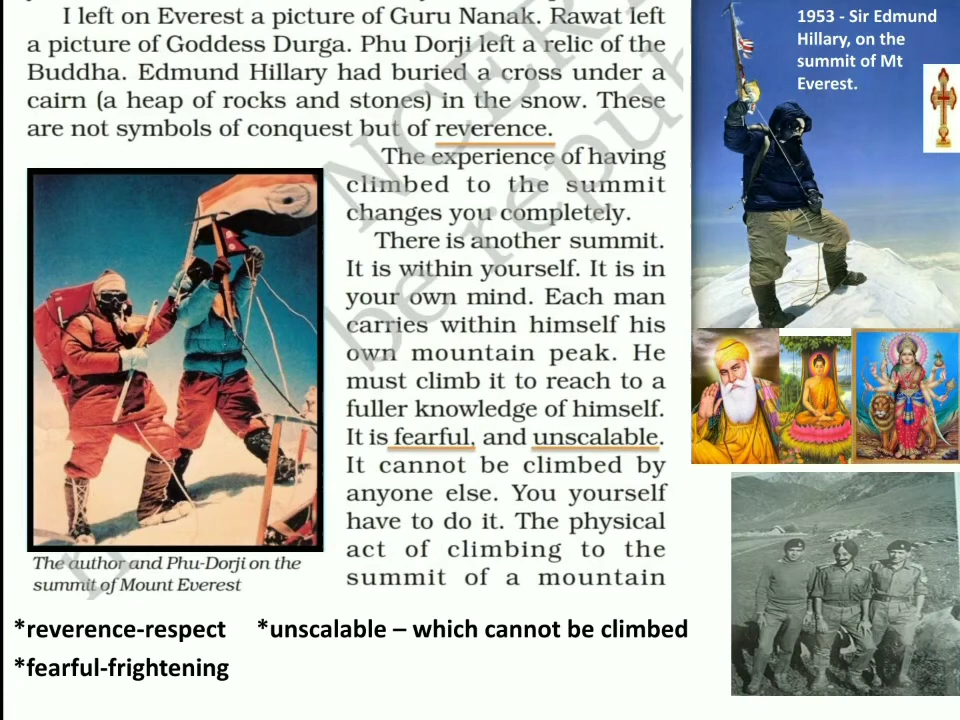 I left on Everest a picture of Guru Nanak. Rawat left
a picture of Goddess Durga. Phu Dorji left a relic of the
Buddha. Edmund Hillary had buried a cross under a
cairn (a heap of rocks and stones) in the snow. These
are not symbols of conquest but of reverence.
The experience of having
climbed to the summit
changes you completely.
There is another summit.
It is within yourself. It is in
your own mind. Each man
carries within himself his
own mountain peak. He
must climb it to reach to a
fuller knowledge of himself.
It is fearful, and unscalable.
It cannot be climbed by
anyone else. You yourself
have to do it. The physical
act of climbing to the
summit of a mountain
The author and Phu-Dorji on the
summit of Mount Everest
*reverence-respect *unscalable – which cannot be climbed
*fearful-frightening
1953 - Sir Edmund
Hillary, on the
summit of Mt
Everest.
NCERT
be repub